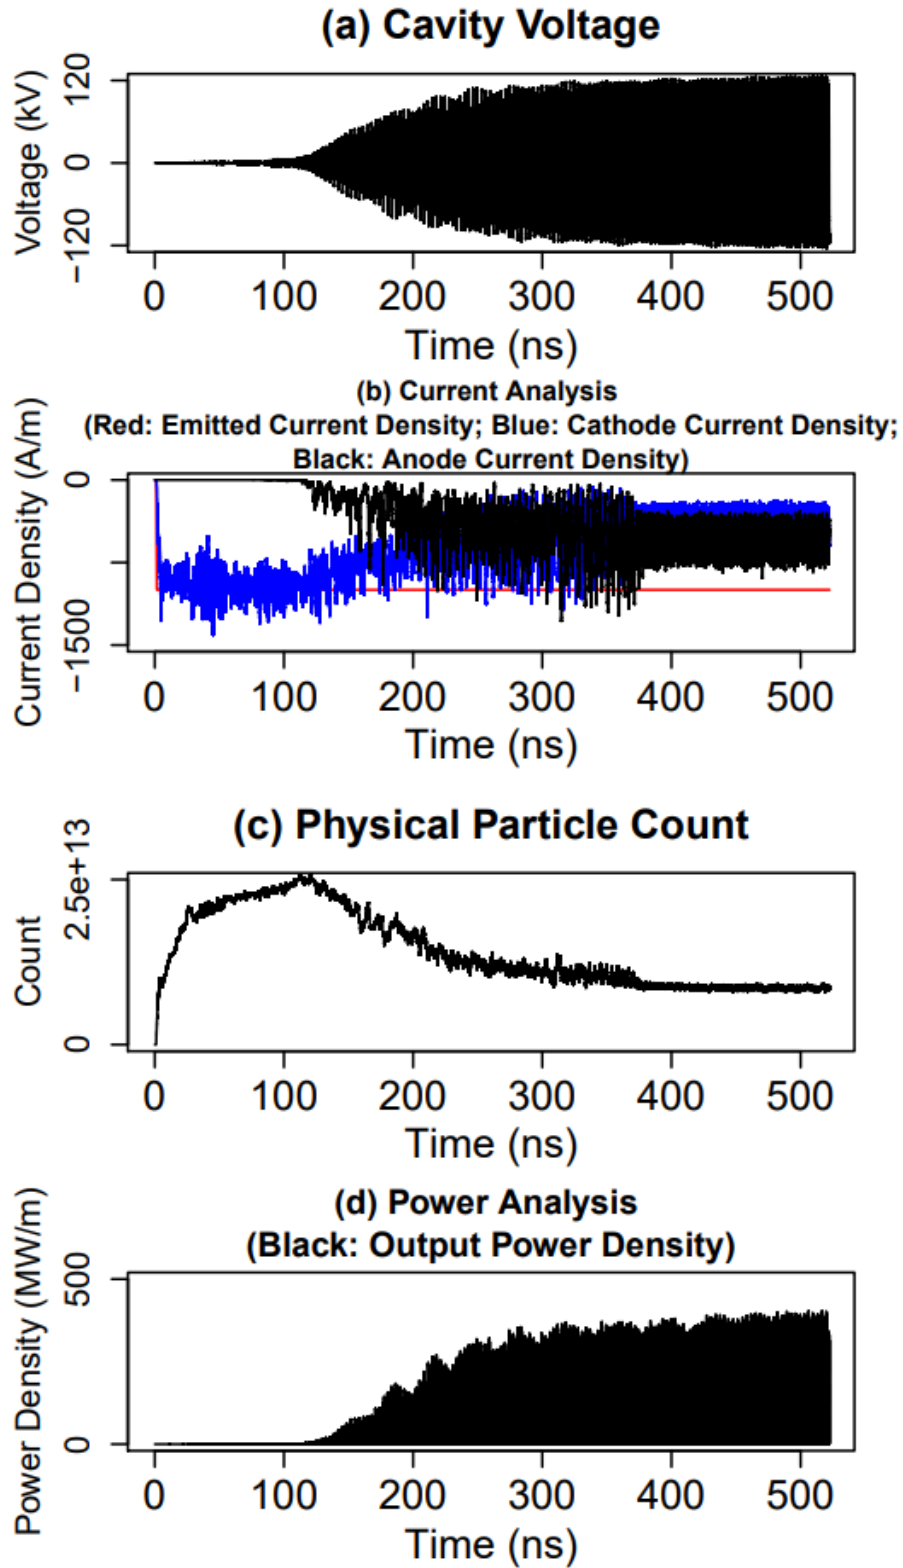 (a) Cavity Voltage
Voltage (kV)
120
0
−120
0 100 200 300 400 500
Time (ns)
(b) Current Analysis
(Red: Emitted Current Density; Blue: Cathode Current Density;
Black: Anode Current Density)
Current Density (A/m)
0
−1500
0 100 200 300 400 500
Time (ns)
(c) Physical Particle Count
Count
2.5e+13
0
0 100 200 300 400 500
Time (ns)
(d) Power Analysis
(Black: Output Power Density)
Power Density (MW/m)
500
0
0 100 200 300 400 500
Time (ns)